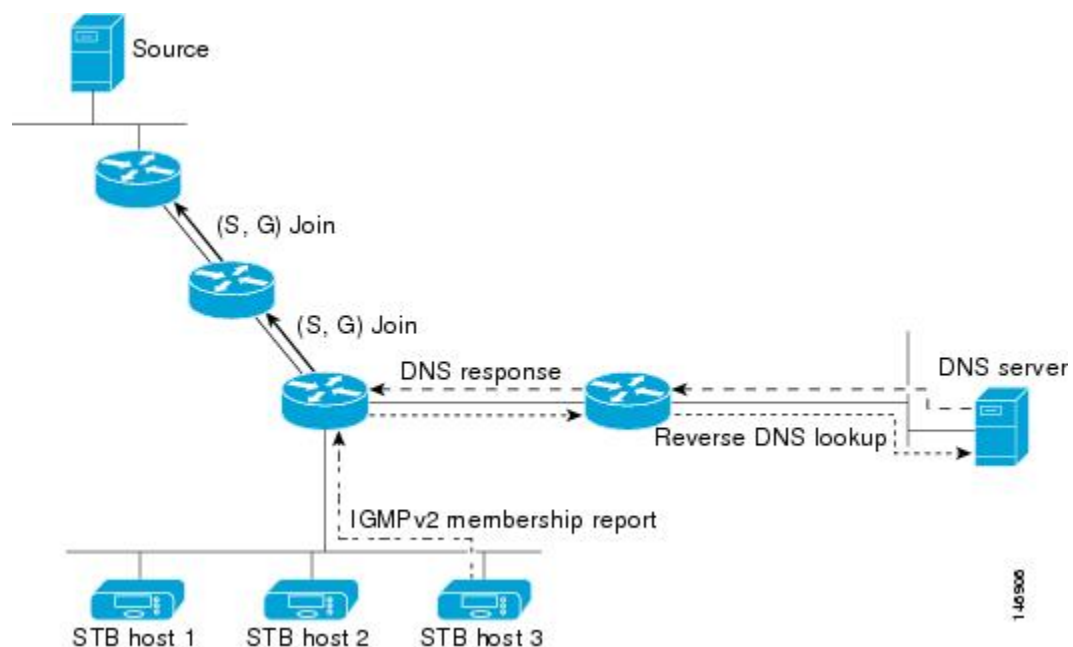 Source
(S, G) Join
(S, G) Join
DNS response
DNS server
Reverse DNS lookup
IGMPv2 membership report
STB host 1
STB host 2
STB host 3
146906